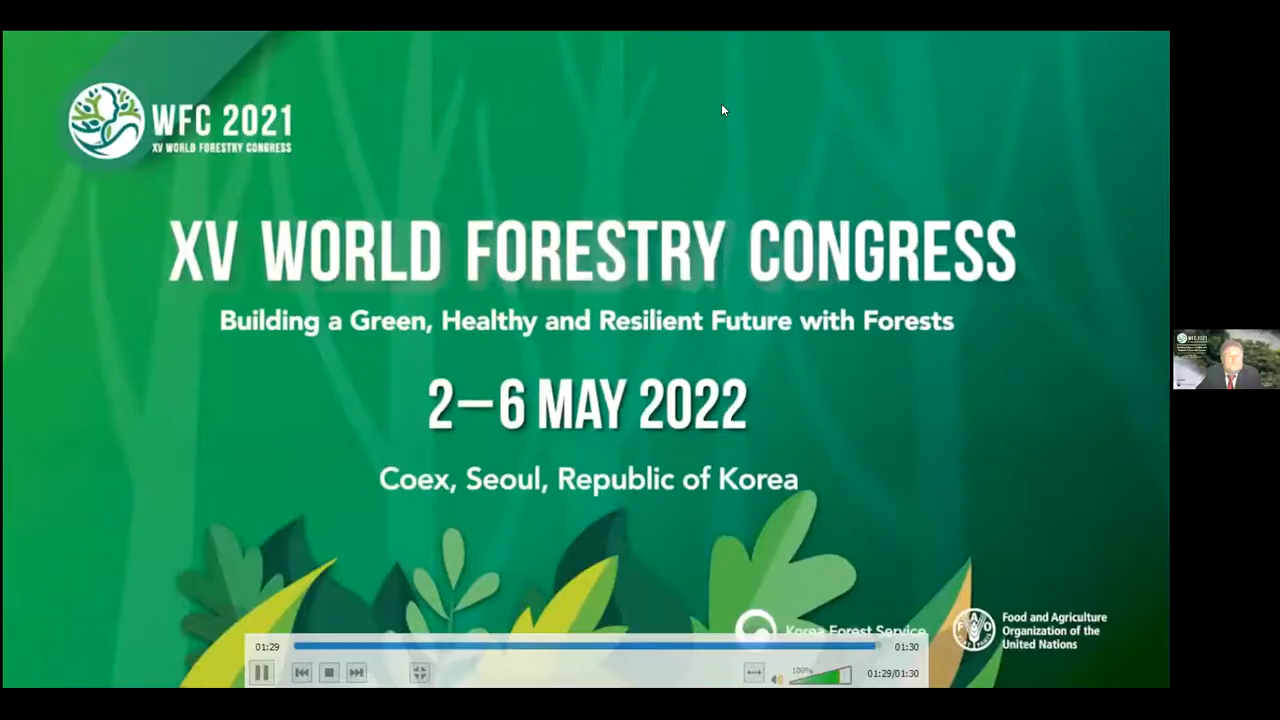 WFC 2021
XV WORLD FORESTRY CONGRESS
XV WORLD FORESTRY CONGRESS
Building a Green, Healthy and Resilient Future with Forests
2–6 MAY 2022
Coex, Seoul, Republic of Korea
Korea Forest Service
Food and Agriculture
Organization of the
United Nations
01:29
01:30
100%
01:29/01:30
WFC 2021